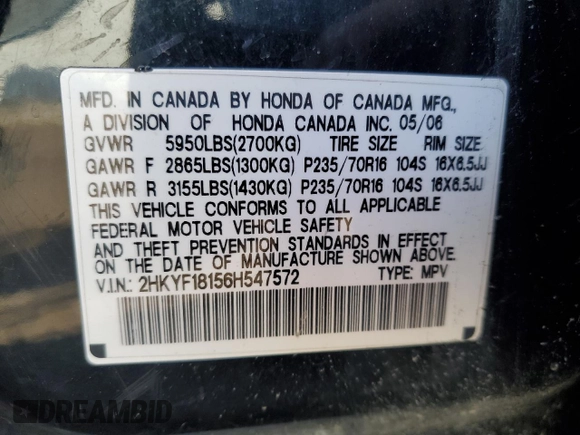 MFD. IN CANADA BY HONDA OF CANADA MFG.,
A DIVISION OF HONDA CANADA INC. 05/06
GVWR 5950LBS(2700KG) TIRE SIZE RIM SIZE
GAWR F 2865LBS(1300KG) P235/70R16 104S 16X6.5JJ
GAWR R 3155LBS(1430KG) P235/70R16 104S 16X6.5JJ
THIS VEHICLE CONFORMS TO ALL APPLICABLE
FEDERAL MOTOR VEHICLE SAFETY
AND THEFT PREVENTION STANDARDS IN EFFECT
ON THE DATE OF MANUFACTURE SHOWN ABOVE.
V.I.N.: 2HKYF18156H547572 TYPE: MPV
DREAMBID